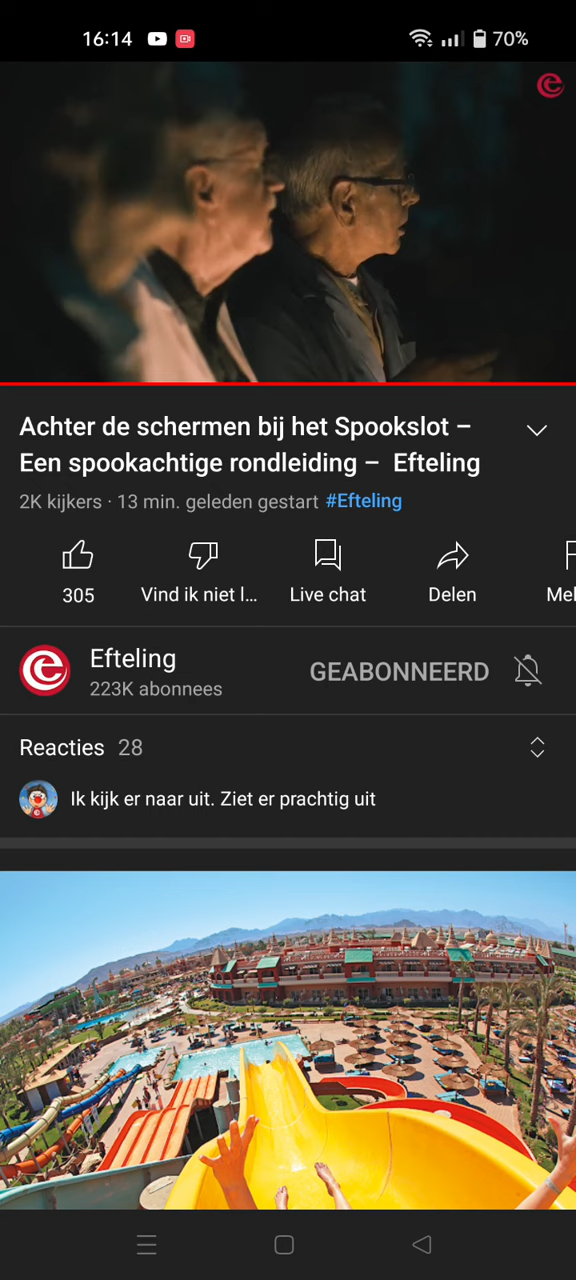 16:14
70%
Achter de schermen bij het Spookslot –
Een spookachtige rondleiding – Efteling
2K kijkers · 13 min. geleden gestart #Efteling
305
Vind ik niet l...
Live chat
Delen
Mel
Efteling
223K abonnees
GEABONNEERD
Reacties 28
Ik kijk er naar uit. Ziet er prachtig uit